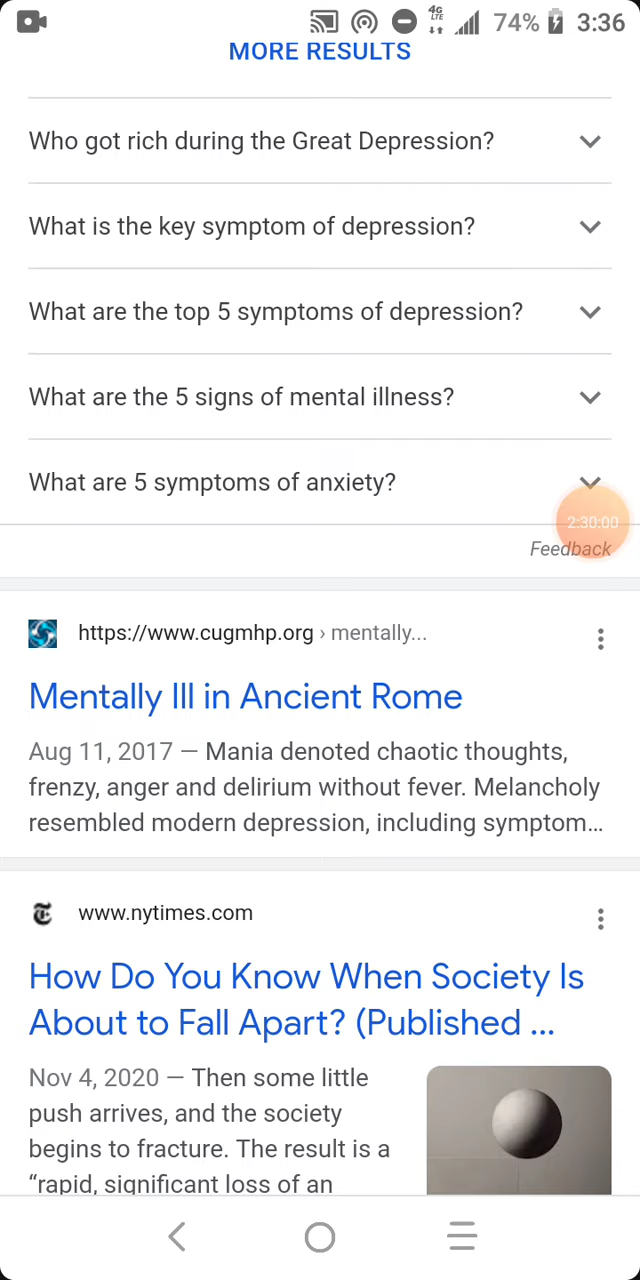 4G
LTE
74%
3:36
MORE RESULTS
Who got rich during the Great Depression?
What is the key symptom of depression?
What are the top 5 symptoms of depression?
What are the 5 signs of mental illness?
What are 5 symptoms of anxiety?
2:30:00
Feedback
https://www.cugmhp.org › mentally...
Mentally Ill in Ancient Rome
Aug 11, 2017 — Mania denoted chaotic thoughts,
frenzy, anger and delirium without fever. Melancholy
resembled modern depression, including symptom...
www.nytimes.com
How Do You Know When Society Is
About to Fall Apart? (Published ...
Nov 4, 2020 — Then some little
push arrives, and the society
begins to fracture. The result is a
“rapid, significant loss of an